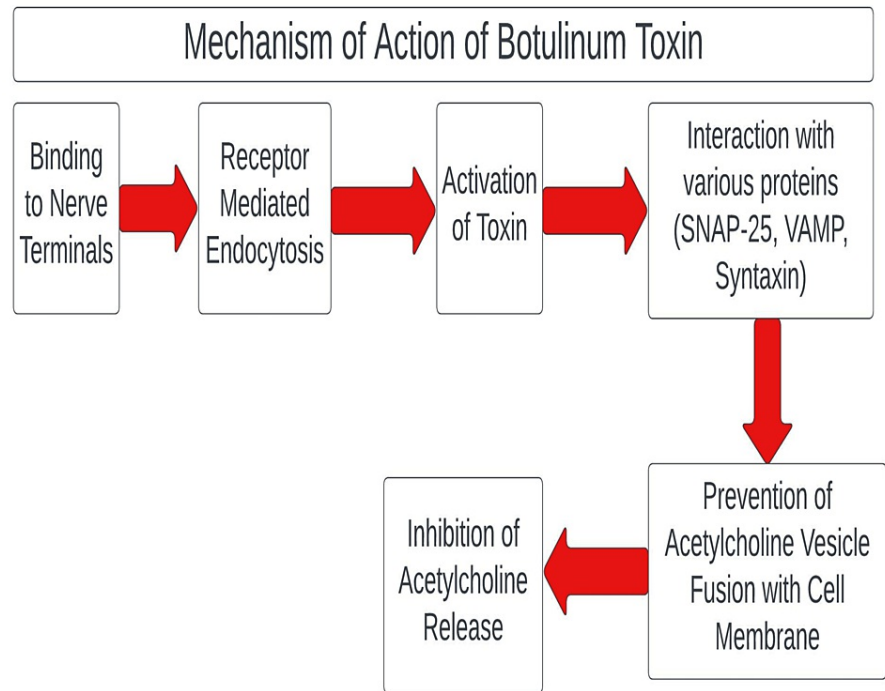 Mechanism of Action of Botulinum Toxin
Binding
to Nerve
Terminals
Receptor
Mediated
Endocytosis
Activation
of Toxin
Interaction with
various proteins
(SNAP-25, VAMP,
Syntaxin)
Prevention of
Acetylcholine Vesicle
Fusion with Cell
Membrane
Inhibition of
Acetylcholine
Release